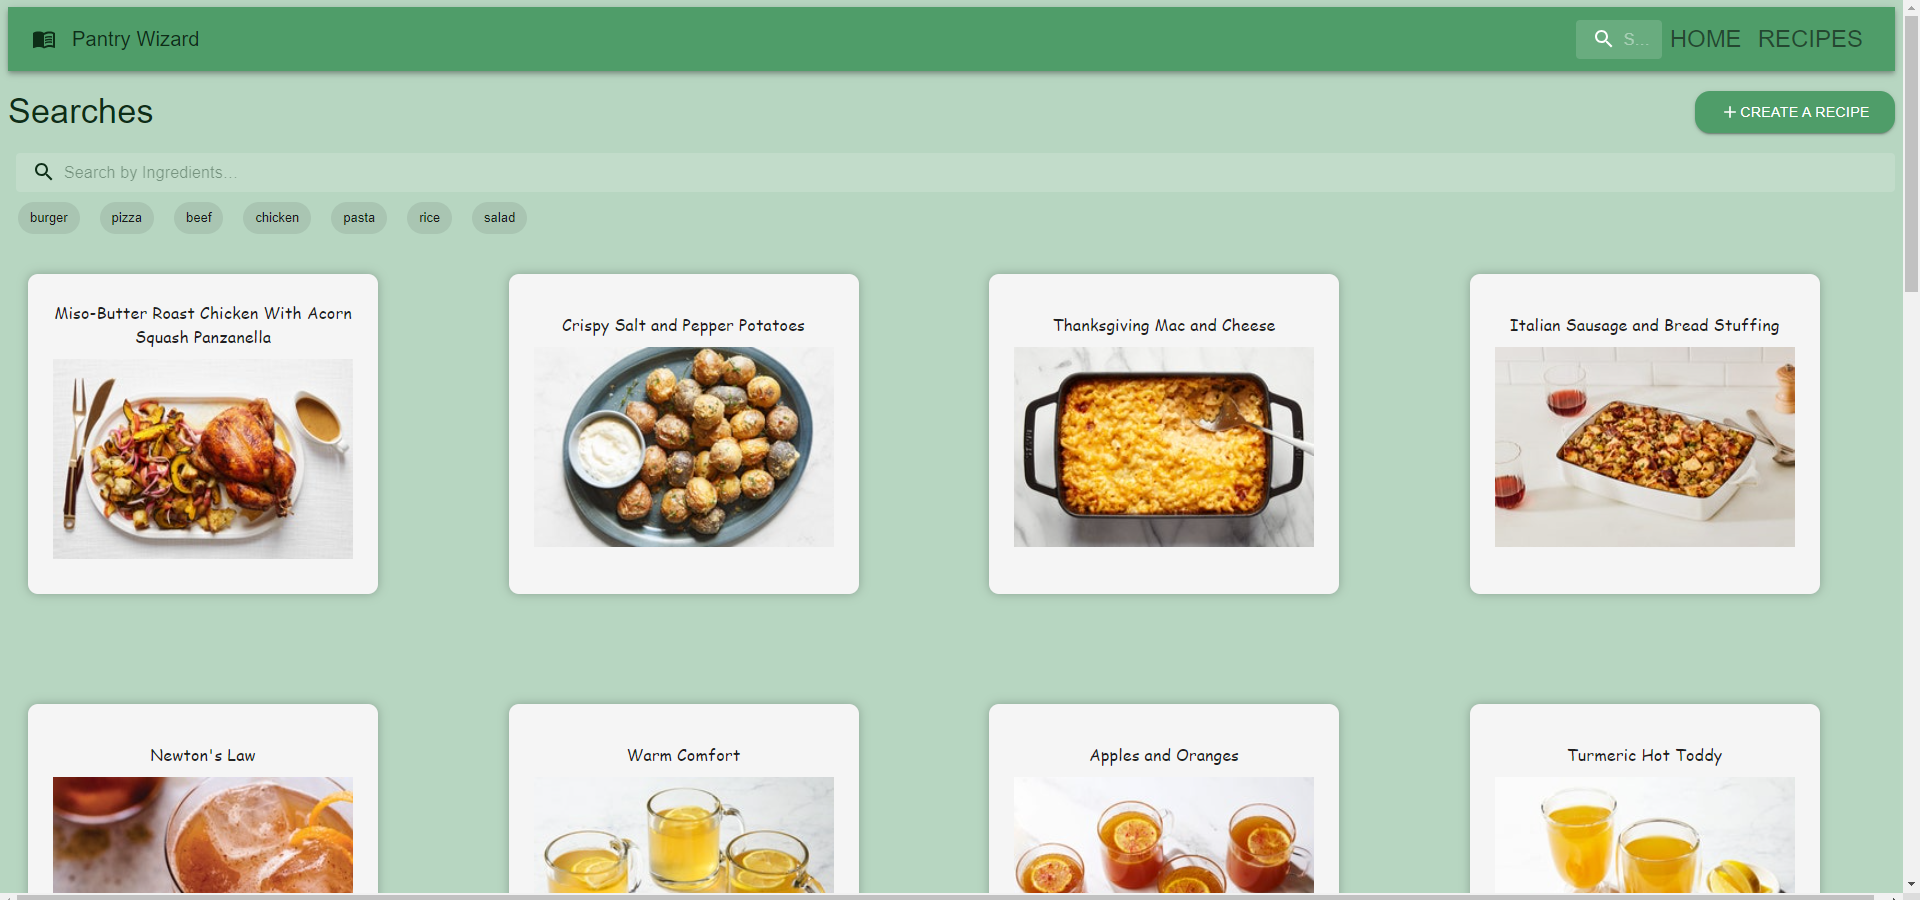 Pantry Wizard
S...
HOME
RECIPES
Searches
+ CREATE A RECIPE
Search by Ingredients...
burger
pizza
beef
chicken
pasta
rice
salad
Miso-Butter Roast Chicken With Acorn
Squash Panzanella
Crispy Salt and Pepper Potatoes
Thanksgiving Mac and Cheese
Italian Sausage and Bread Stuffing
Newton's Law
Warm Comfort
Apples and Oranges
Turmeric Hot Toddy